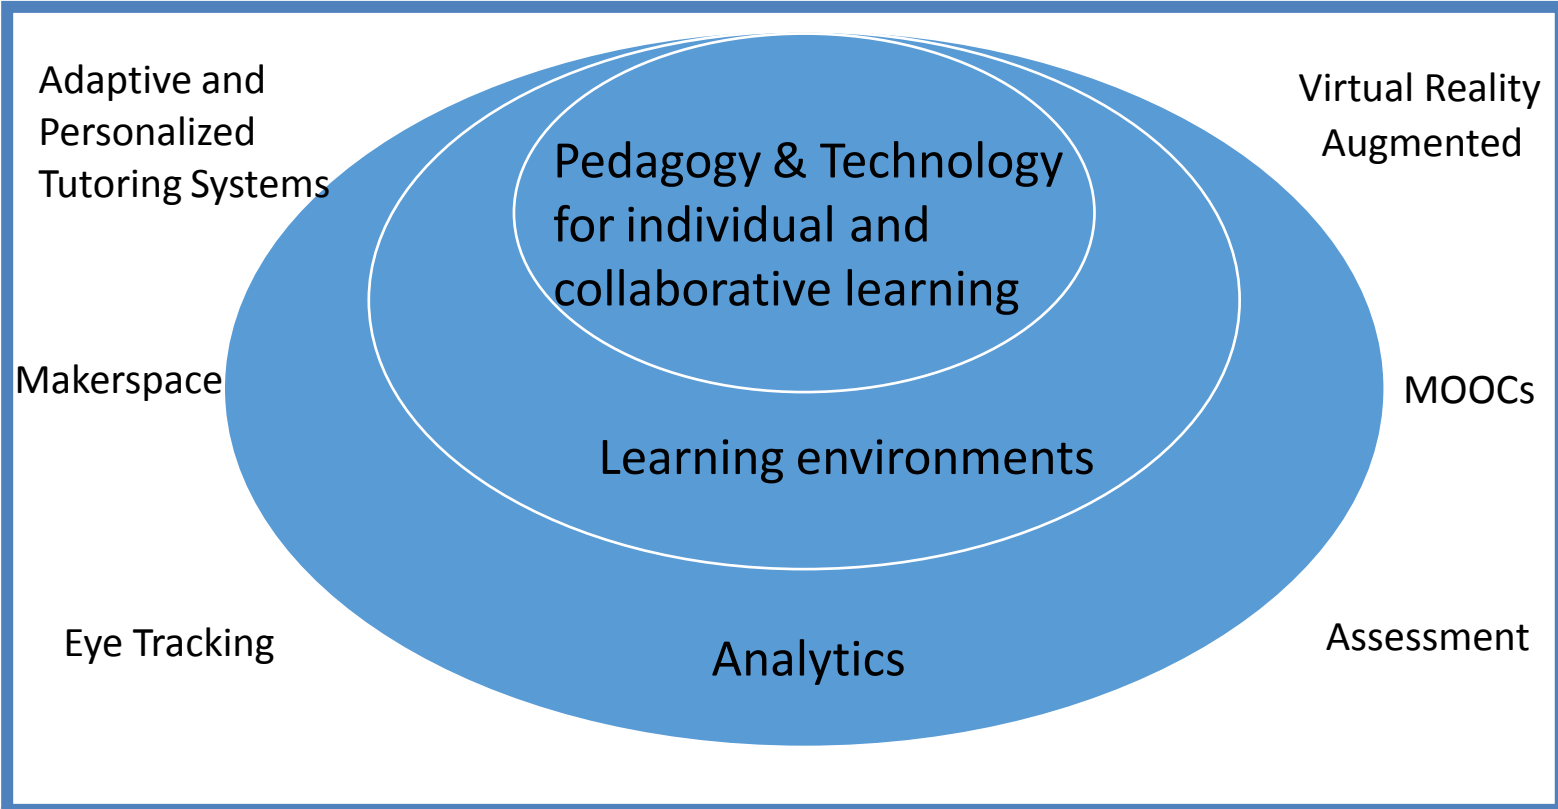 Adaptive and
Personalized
Tutoring Systems
Virtual Reality
Augmented
Pedagogy & Technology
for individual and
collaborative learning
Makerspace
MOOCs
Learning environments
Eye Tracking
Analytics
Assessment